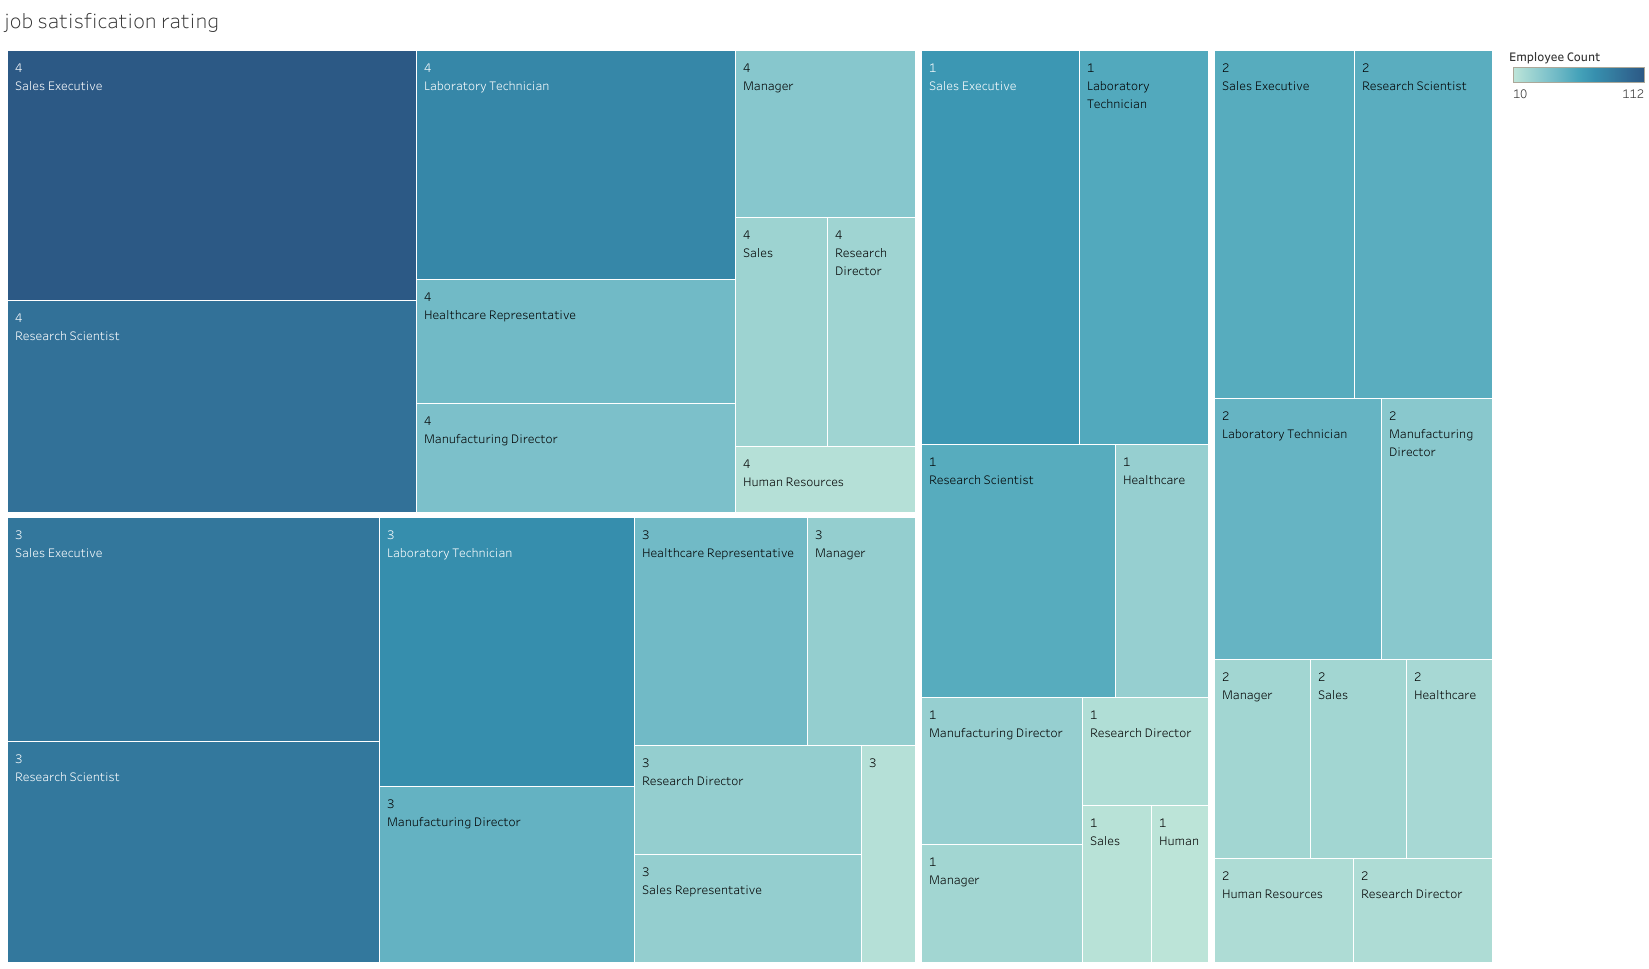 job satisfication rating
4
Sales Executive
4
Research Scientist
4
Laboratory Technician
4
Healthcare Representative
4
Manufacturing Director
4
Manager
4
Sales
4
Research
Director
4
Human Resources
3
Sales Executive
3
Research Scientist
3
Laboratory Technician
3
Manufacturing Director
3
Healthcare Representative
3
Manager
3
Research Director
3
Sales Representative
3
1
Sales Executive
1
Laboratory
Technician
1
Research Scientist
1
Healthcare
1
Manufacturing Director
1
Manager
1
Research Director
1
Sales
1
Human
2
Sales Executive
2
Research Scientist
2
Laboratory Technician
2
Manufacturing
Director
2
Manager
2
Sales
2
Healthcare
2
Human Resources
2
Research Director
Employee Count
10 112